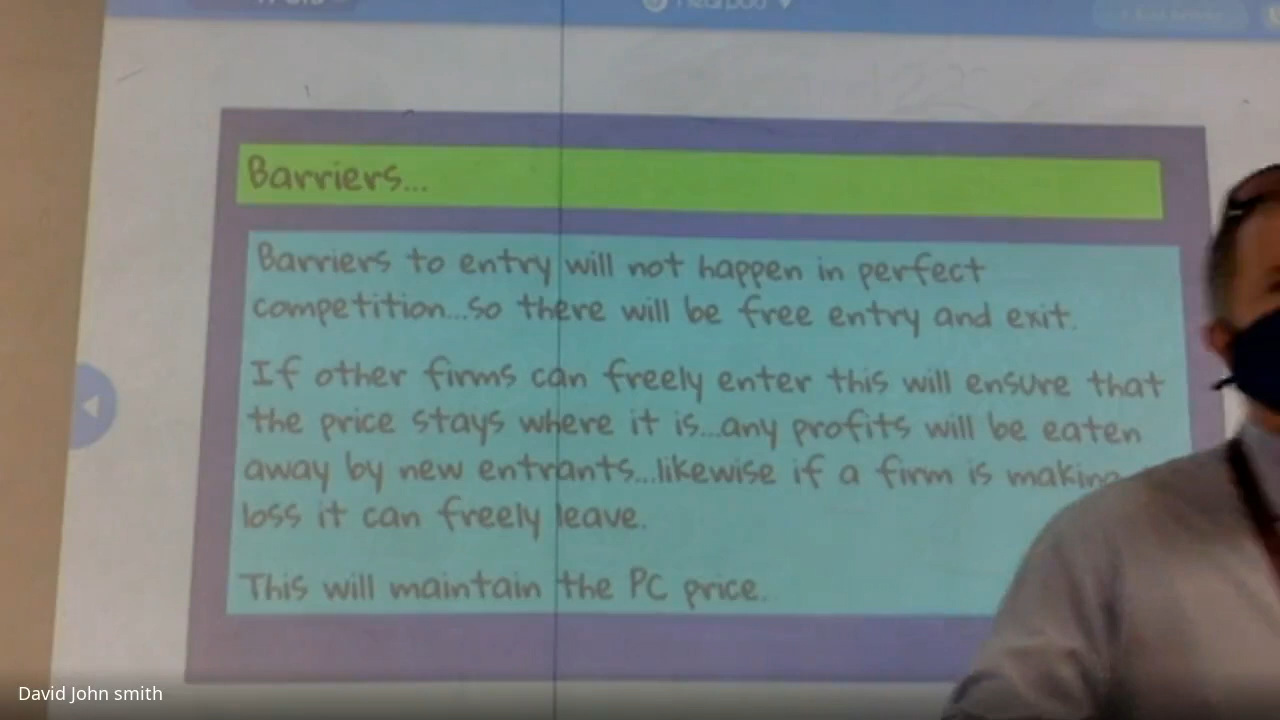 nearpod
Barriers...
Barriers to entry will not happen in perfect
competition...so there will be free entry and exit.
If other firms can freely enter this will ensure that
the price stays where it is...any profits will be eaten
away by new entrants...likewise if a firm is making
loss it can freely leave.
This will maintain the PC price.
David John smith